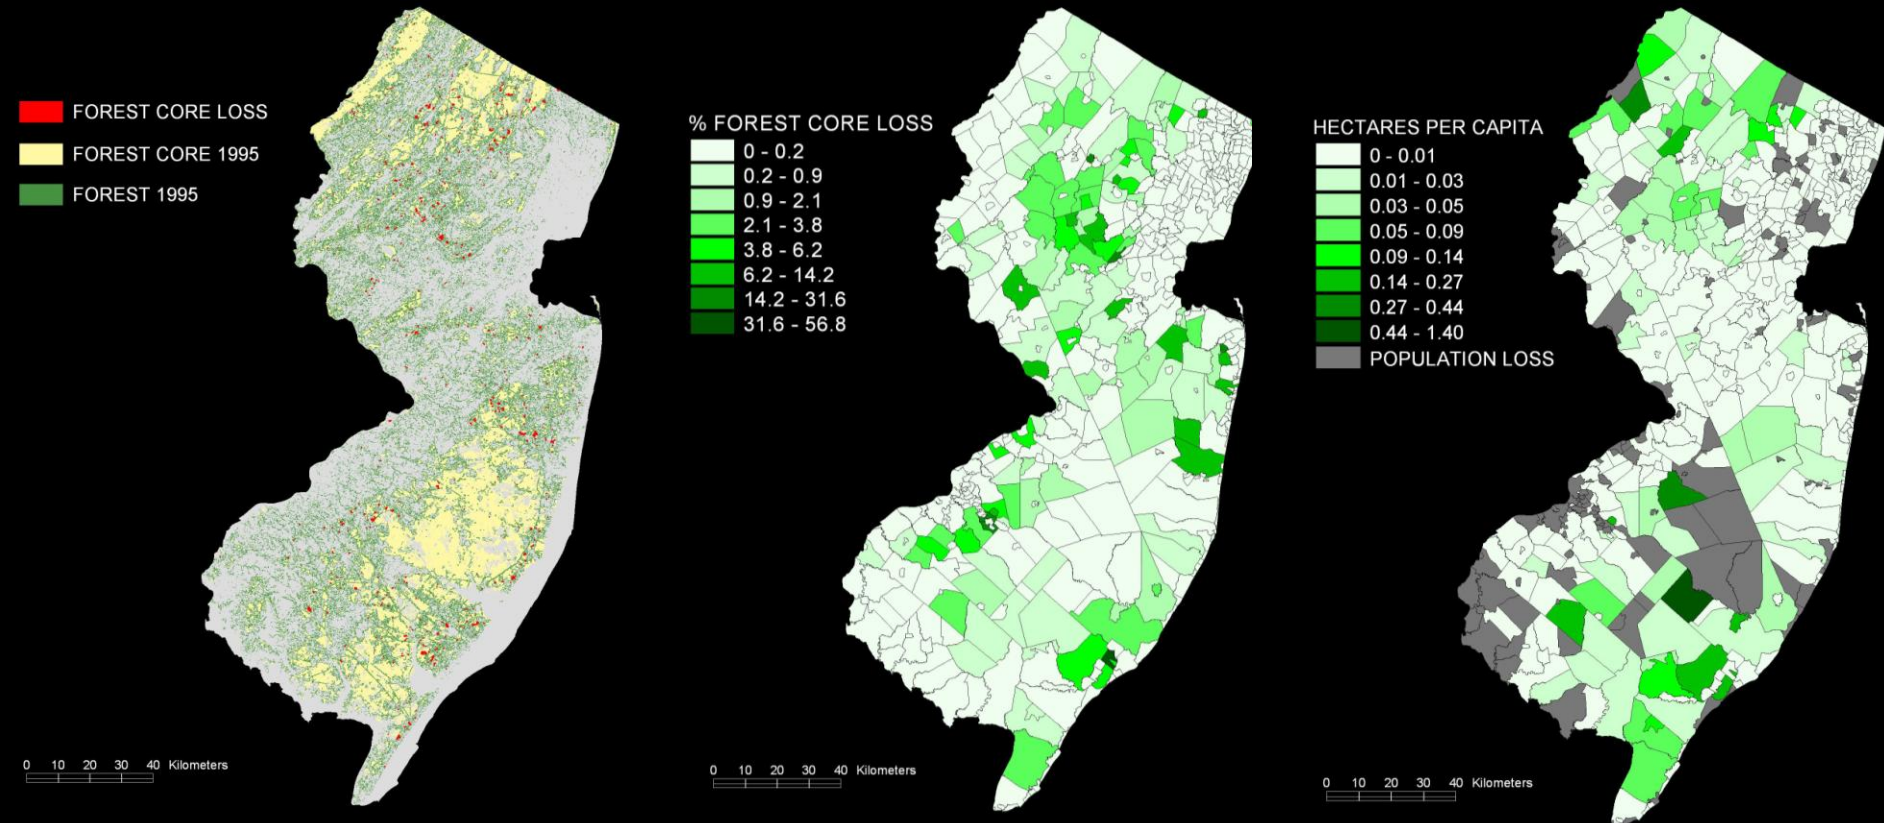 FOREST CORE LOSS
FOREST CORE 1995
FOREST 1995
0 10 20 30 40 Kilometers
% FOREST CORE LOSS
0 - 0.2
0.2 - 0.9
0.9 - 2.1
2.1 - 3.8
3.8 - 6.2
6.2 - 14.2
14.2 - 31.6
31.6 - 56.8
0 10 20 30 40 Kilometers
HECTARES PER CAPITA
0 - 0.01
0.01 - 0.03
0.03 - 0.05
0.05 - 0.09
0.09 - 0.14
0.14 - 0.27
0.27 - 0.44
0.44 - 1.40
POPULATION LOSS
0 10 20 30 40 Kilometers